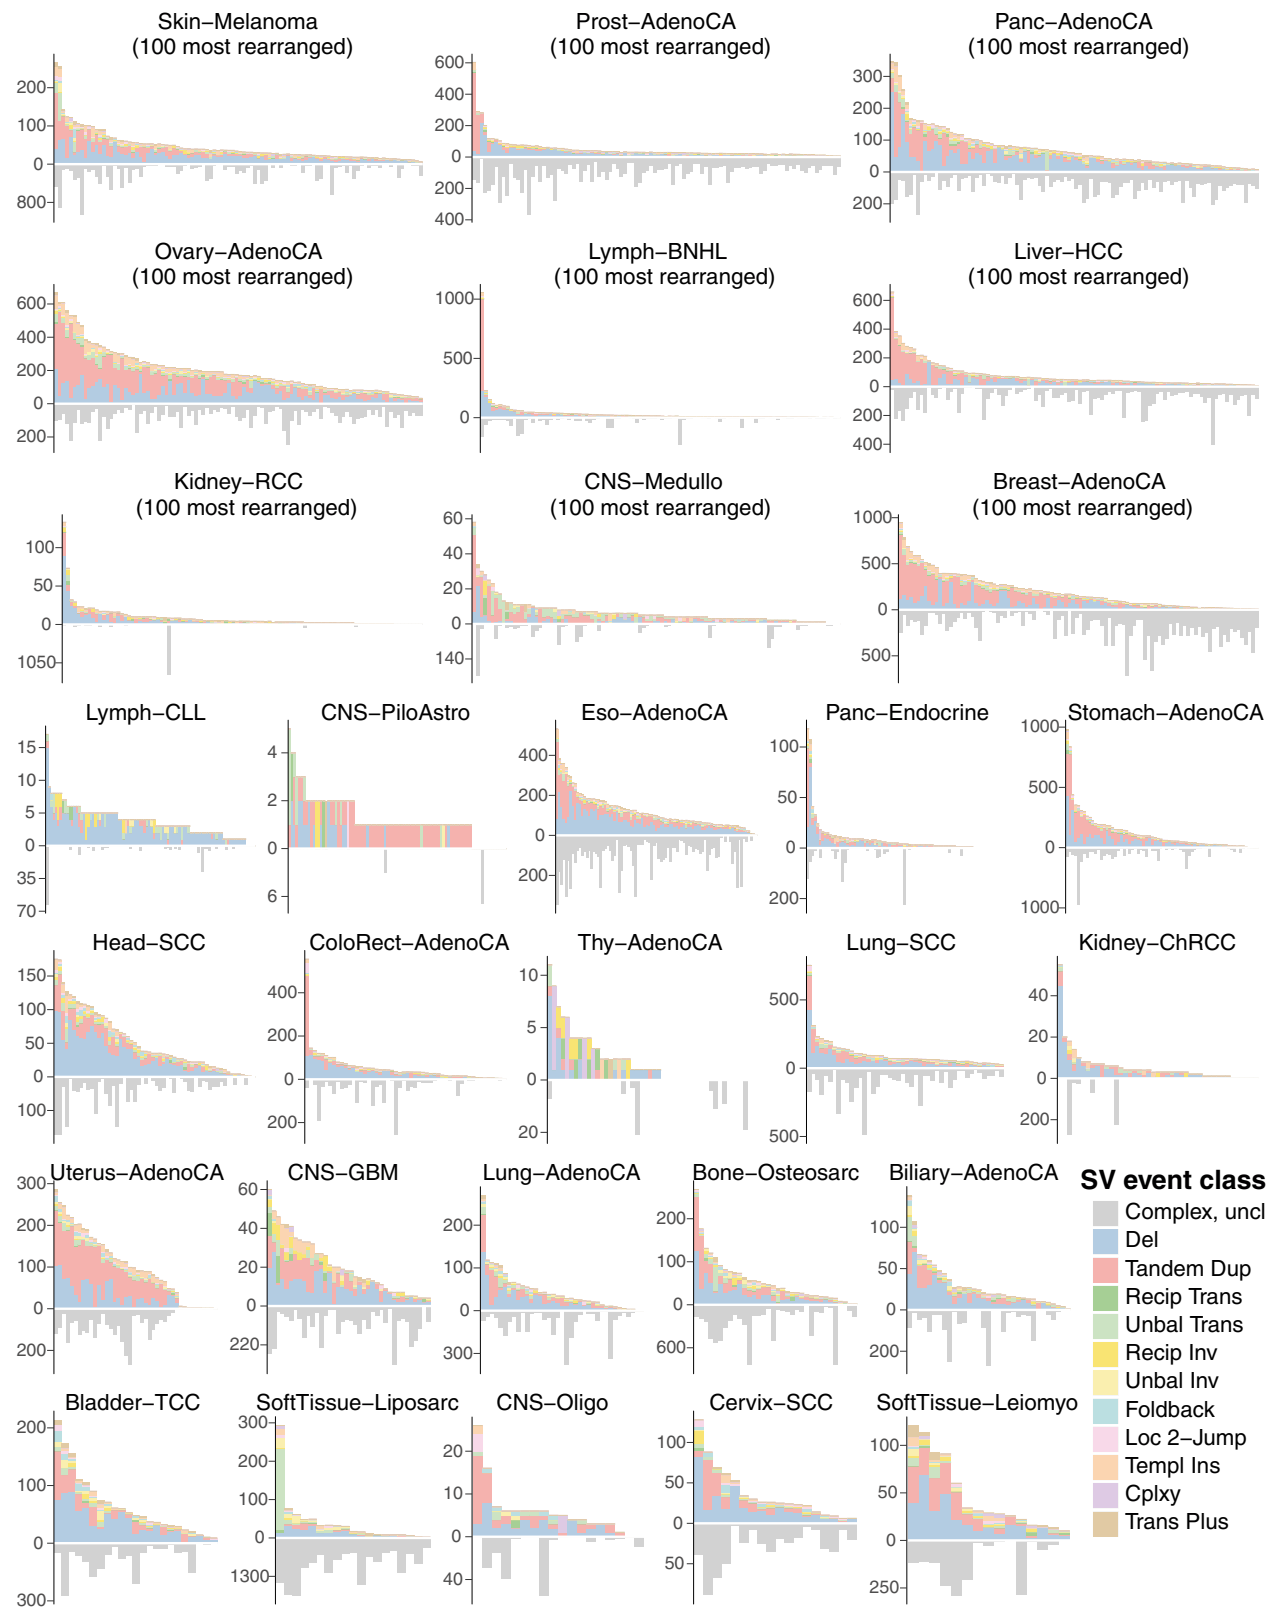 Skin−Melanoma
(100 most rearranged)
200
100
0
800
Prost−AdenoCA
(100 most rearranged)
600
400
200
0
200
400
Panc−AdenoCA
(100 most rearranged)
300
200
100
0
200
Ovary−AdenoCA
(100 most rearranged)
600
400
200
0
200
Lymph−BNHL
(100 most rearranged)
1000
500
0
Liver−HCC
(100 most rearranged)
600
400
200
0
200
400
Kidney−RCC
(100 most rearranged)
100
50
0
1050
CNS−Medullo
(100 most rearranged)
60
40
20
0
140
Breast−AdenoCA
(100 most rearranged)
1000
500
0
500
Lymph−CLL
15
10
5
0
35
70
CNS−PiloAstro
4
2
0
6
Eso−AdenoCA
400
200
0
200
Panc−Endocrine
100
50
0
200
Stomach−AdenoCA
1000
500
0
1000
Head−SCC
150
100
50
0
100
ColoRect−AdenoCA
400
200
0
200
Thy−AdenoCA
10
5
0
20
Lung−SCC
500
0
500
Kidney−ChRCC
40
20
0
200
Uterus−AdenoCA
300
200
100
0
200
CNS−GBM
60
40
20
0
220
Lung−AdenoCA
200
100
0
300
Bone−Osteosarc
200
100
0
600
Biliary−AdenoCA
100
50
0
200
SV event class
Complex, uncl
Del
Tandem Dup
Recip Trans
Unbal Trans
Recip Inv
Unbal Inv
Foldback
Loc 2−Jump
Templ Ins
Cplxy
Trans Plus
Bladder−TCC
200
100
0
300
SoftTissue−Liposarc
300
200
100
0
1300
CNS−Oligo
20
10
0
40
Cervix−SCC
100
50
0
50
SoftTissue−Leiomyo
100
50
0
250